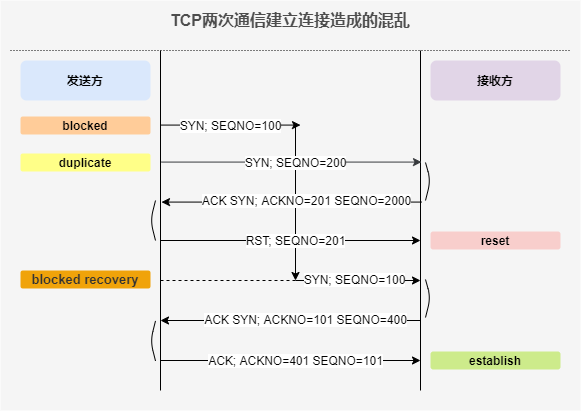 TCP两次通信建立连接造成的混乱
发送方
接收方
blocked
SYN; SEQNO=100
duplicate
SYN; SEQNO=200
ACK SYN; ACKNO=201 SEQNO=2000
RST; SEQNO=201
reset
blocked recovery
SYN; SEQNO=100
ACK SYN; ACKNO=101 SEQNO=400
ACK; ACKNO=401 SEQNO=101
establish